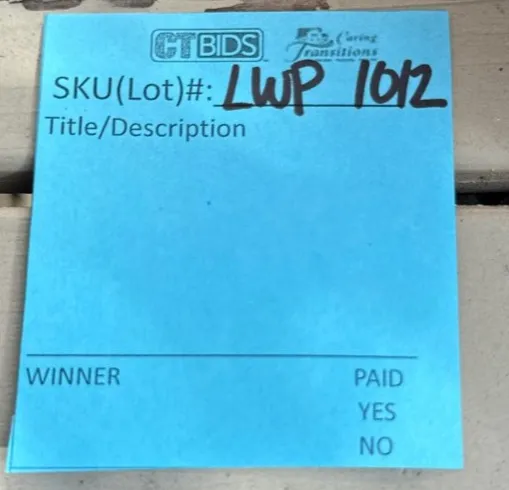 CTBIDS Caring Transitions
SKU(Lot)#: LWP 1012
Title/Description
WINNER PAID
YES
NO